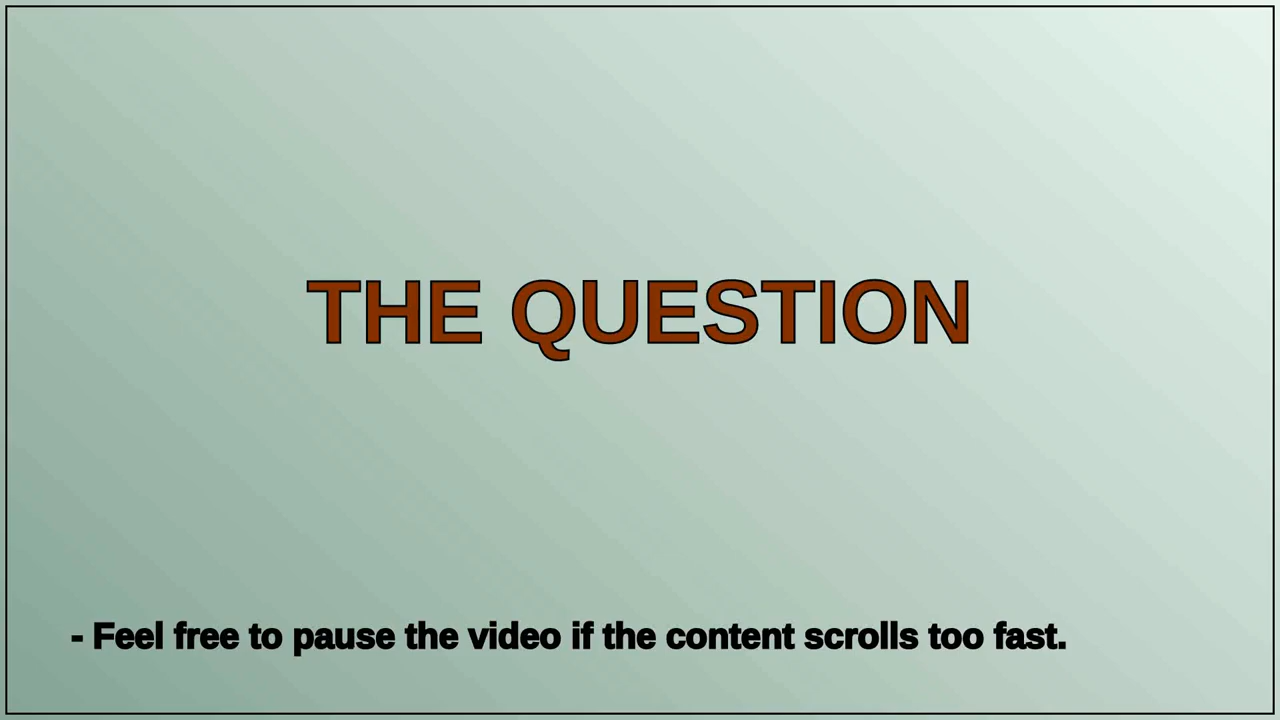 THE QUESTION
- Feel free to pause the video if the content scrolls too fast.